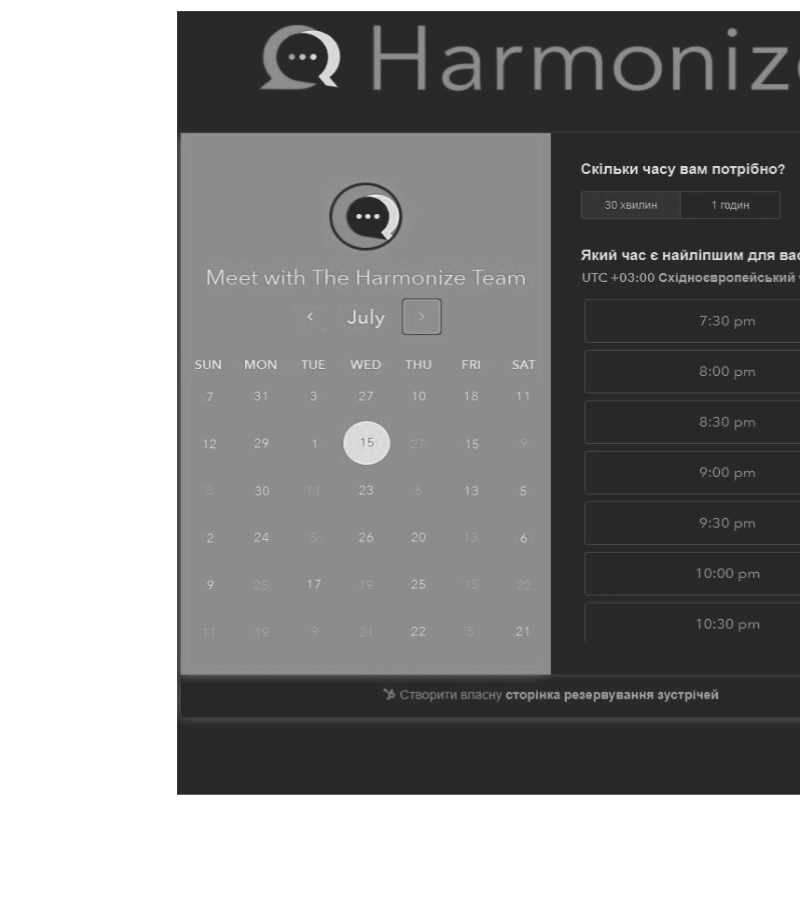 Harmonize
Скільки часу вам потрібно?
30 хвилин 1 годин
Meet with The Harmonize Team
July
Який час є найліпшим для вас
UTC +03:00 Східноєвропейський
SUN MON TUE WED THU FRI SAT
7 31 3 27 10 18 11
12 29 1 15 27 15 9
8 30 11 23 6 13 5
2 24 5 26 20 13 6
9 25 17 19 25 15 22
11 19 9 21 22 5 21
7:30 pm
8:00 pm
8:30 pm
9:00 pm
9:30 pm
10:00 pm
10:30 pm
Створити власну сторінка резервування зустрічей